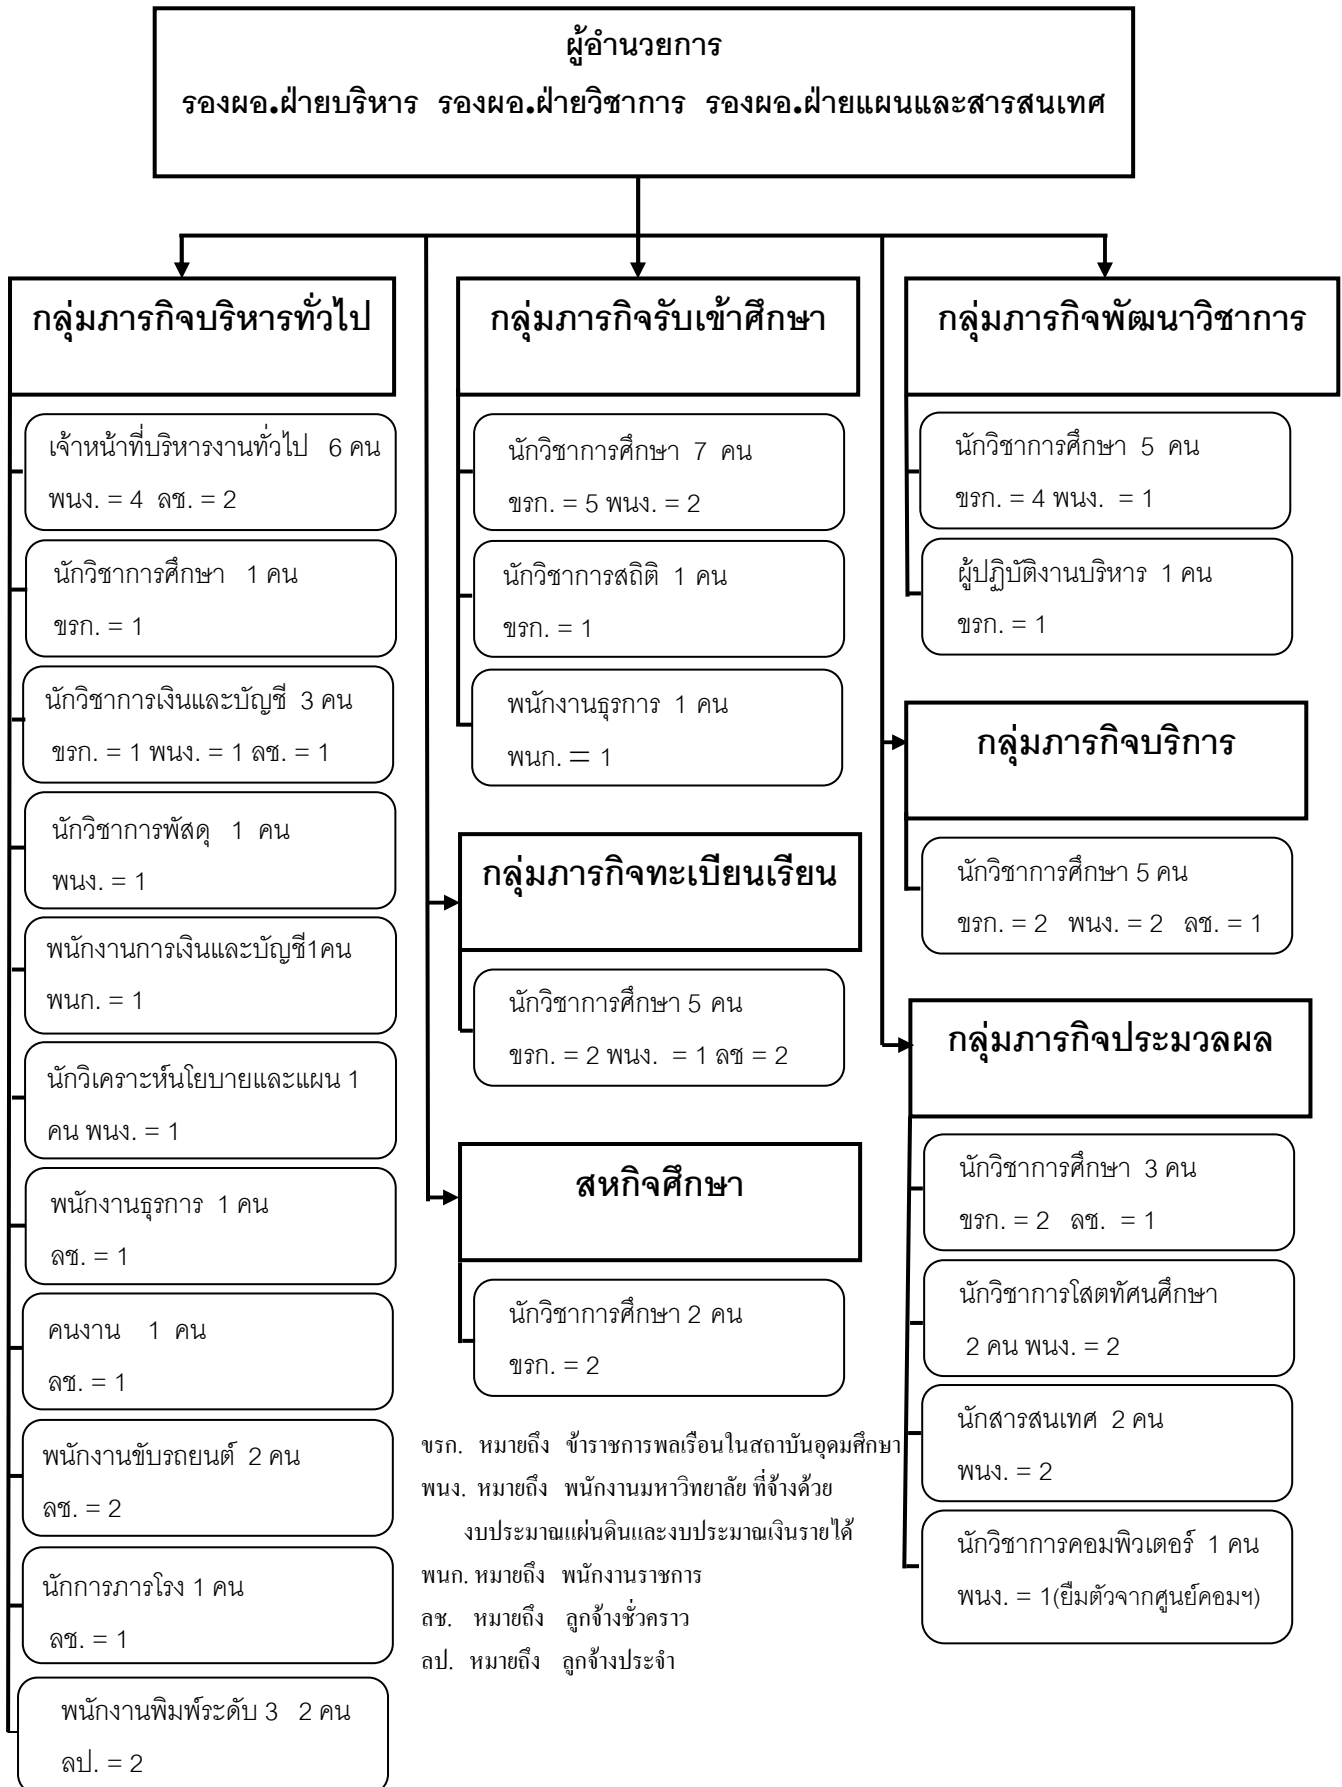 ผู้อำนวยการ
รองผอ.ฝ่ายบริหาร รองผอ.ฝ่ายวิชาการ รองผอ.ฝ่ายแผนและสารสนเทศ
กลุ่มภารกิจบริหารทั่วไป
เจ้าหน้าที่บริหารงานทั่วไป 6 คน
พนง. = 4 ลช. = 2
นักวิชาการศึกษา 1 คน
ขรก. = 1
นักวิชาการเงินและบัญชี 3 คน
ขรก. = 1 พนง. = 1 ลช. = 1
นักวิชาการพัสดุ 1 คน
พนง. = 1
พนักงานการเงินและบัญชี1คน
พนก. = 1
นักวิเคราะห์นโยบายและแผน 1
คน พนง. = 1
พนักงานธุรการ 1 คน
ลช. = 1
คนงาน 1 คน
ลช. = 1
พนักงานขับรถยนต์ 2 คน
ลช. = 2
นักการภารโรง 1 คน
ลช. = 1
พนักงานพิมพ์ระดับ 3 2 คน
ลป. = 2
กลุ่มภารกิจรับเข้าศึกษา
นักวิชาการศึกษา 7 คน
ขรก. = 5 พนง. = 2
นักวิชาการสถิติ 1 คน
ขรก. = 1
พนักงานธุรการ 1 คน
พนก. = 1
กลุ่มภารกิจทะเบียนเรียน
นักวิชาการศึกษา 5 คน
ขรก. = 2 พนง. = 1 ลช = 2
สหกิจศึกษา
นักวิชาการศึกษา 2 คน
ขรก. = 2
กลุ่มภารกิจพัฒนาวิชาการ
นักวิชาการศึกษา 5 คน
ขรก. = 4 พนง. = 1
ผู้ปฏิบัติงานบริหาร 1 คน
ขรก. = 1
กลุ่มภารกิจบริการ
นักวิชาการศึกษา 5 คน
ขรก. = 2 พนง. = 2 ลช. = 1
กลุ่มภารกิจประมวลผล
นักวิชาการศึกษา 3 คน
ขรก. = 2 ลช. = 1
นักวิชาการโสตทัศนศึกษา
2 คน พนง. = 2
นักสารสนเทศ 2 คน
พนง. = 2
นักวิชาการคอมพิวเตอร์ 1 คน
พนง. = 1(ยืมตัวจากศูนย์คอมฯ)
ขรก. หมายถึง ข้าราชการพลเรือนในสถาบันอุดมศึกษา
พนง. หมายถึง พนักงานมหาวิทยาลัย ที่จ้างด้วย
งบประมาณแผ่นดินและงบประมาณเงินรายได้
พนก. หมายถึง พนักงานราชการ
ลช. หมายถึง ลูกจ้างชั่วคราว
ลป. หมายถึง ลูกจ้างประจำ